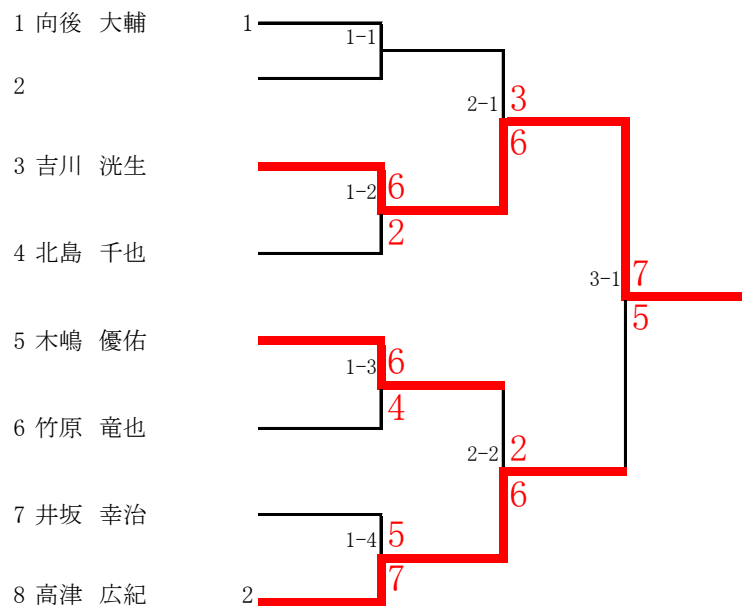 1 向後 大輔 1
1-1
2
2-1 3
6
3 吉川 洸生
1-2 6
2
4 北島 千也
3-1 7
5
5 木嶋 優佑
1-3 6
4
6 竹原 竜也
2-2 2
6
7 井坂 幸治
1-4 5
7
8 高津 広紀 2